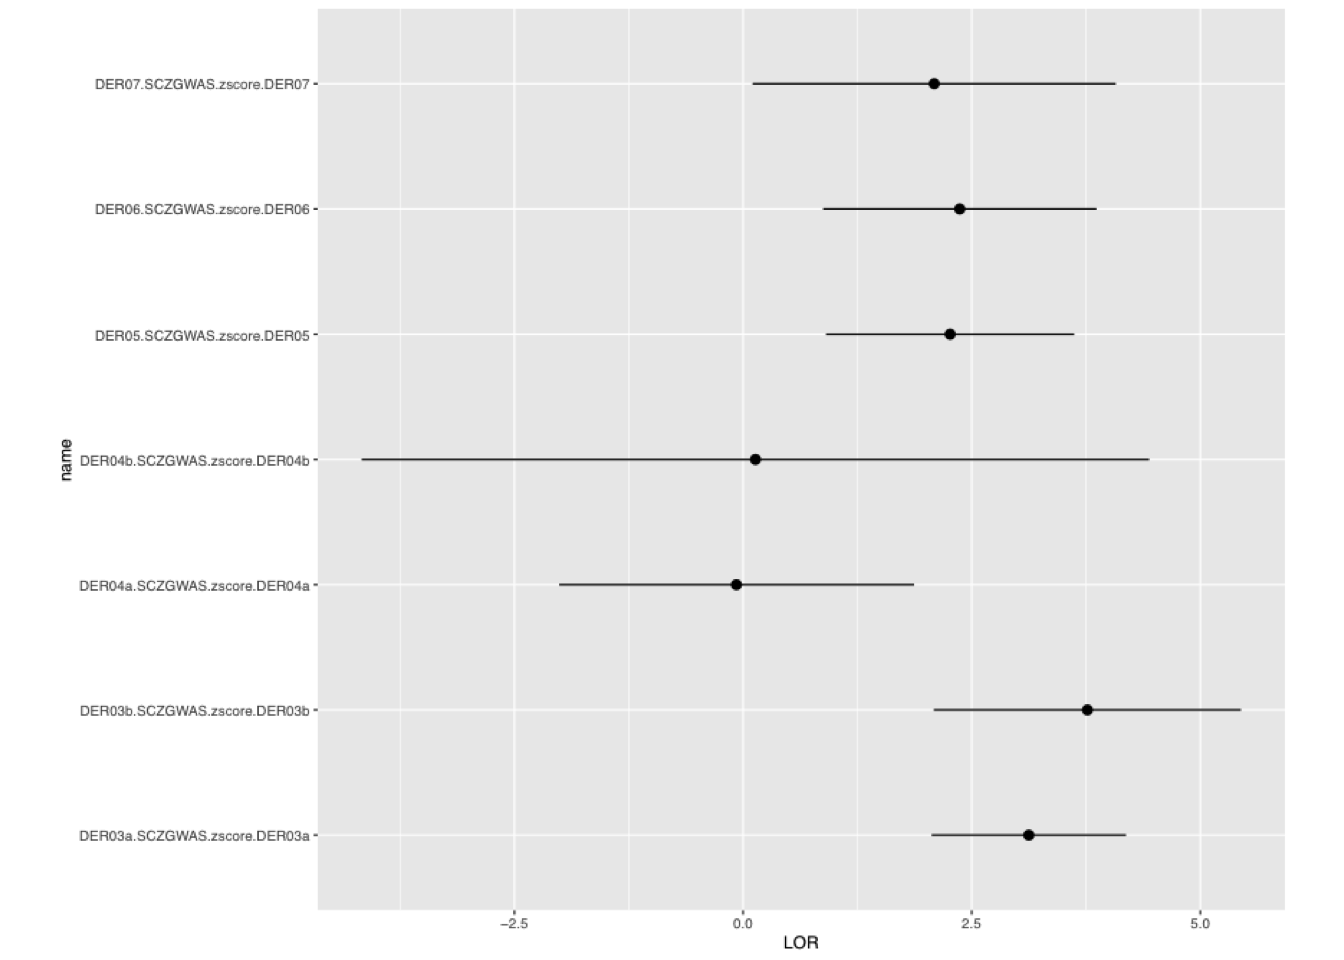 DER07.SCZGWAS.zscore.DER07
DER06.SCZGWAS.zscore.DER06
DER05.SCZGWAS.zscore.DER05
name
DER04b.SCZGWAS.zscore.DER04b
DER04a.SCZGWAS.zscore.DER04a
DER03b.SCZGWAS.zscore.DER03b
DER03a.SCZGWAS.zscore.DER03a
−2.5 0.0 2.5 5.0
LOR